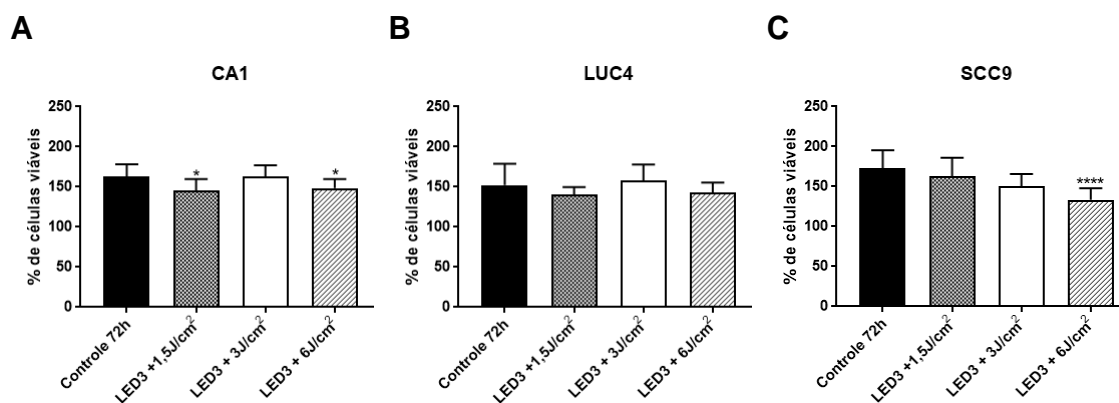 A
CA1
% de células viáveis
250
200
150
100
50
0
*
*
Controle 72h
LED3 +1,5J/cm²
LED3 + 3J/cm²
LED3 + 6J/cm²
B
LUC4
% de células viáveis
250
200
150
100
50
0
Controle 72h
LED3 +1,5J/cm²
LED3 + 3J/cm²
LED3 + 6J/cm²
C
SCC9
% de células viáveis
250
200
150
100
50
0
****
Controle 72h
LED3 +1,5J/cm²
LED3 + 3J/cm²
LED3 + 6J/cm²